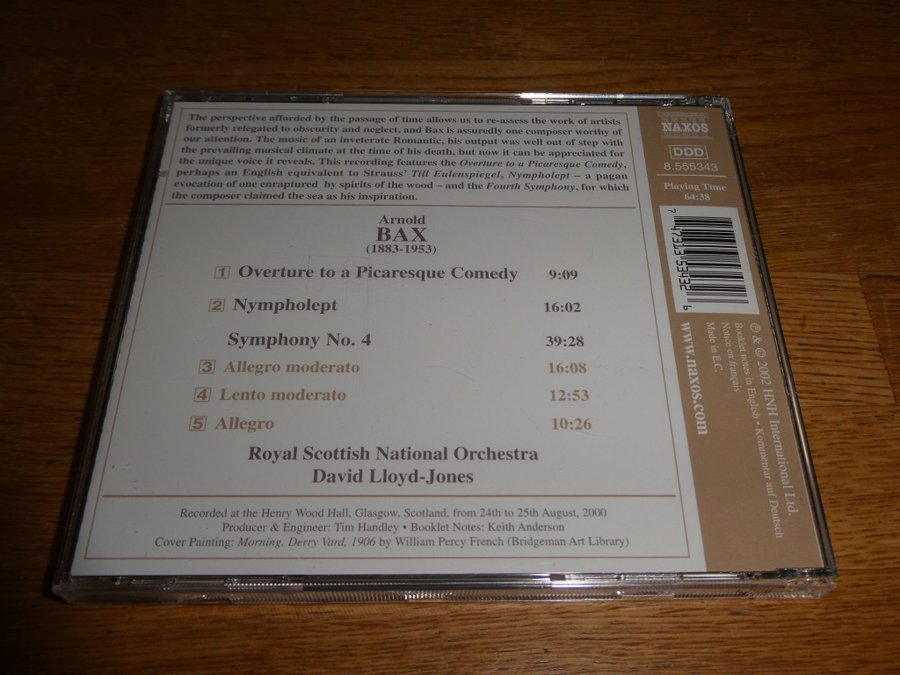 The perspective afforded by the passage of time allows us to re-assess the work of artists
formerly relegated to obscurity and neglect, and Bax is assuredly one composer worthy of
our attention. The music of an inveterate Romantic, his output was well out of step with
the prevailing musical climate at the time of his death, but now it can be appreciated for
the unique voice it reveals. This recording features the Overture to a Picaresque Comedy,
perhaps an English equivalent to Strauss' Till Eulenspiegel, Nympholept – a pagan
evocation of one enraptured by spirits of the wood – and the Fourth Symphony, for which
the composer claimed the sea as his inspiration.
Arnold
BAX
(1883-1953)
1 Overture to a Picaresque Comedy 9:09
2 Nympholept 16:02
Symphony No. 4 39:28
3 Allegro moderato 16:08
4 Lento moderato 12:53
5 Allegro 10:26
Royal Scottish National Orchestra
David Lloyd-Jones
Recorded at the Henry Wood Hall, Glasgow, Scotland, from 24th to 25th August, 2000
Producer & Engineer: Tim Handley • Booklet Notes: Keith Anderson
Cover Painting: Morning, Derry Vard, 1906 by William Percy French (Bridgeman Art Library)
NAXOS
DDD
8.555343
Playing Time
64:38
7 47313 53432 6
℗ & © 2002 HNH International Ltd.
Booklet notes in English • Kommentar auf Deutsch
Notice en français
Made in E.C.
www.naxos.com